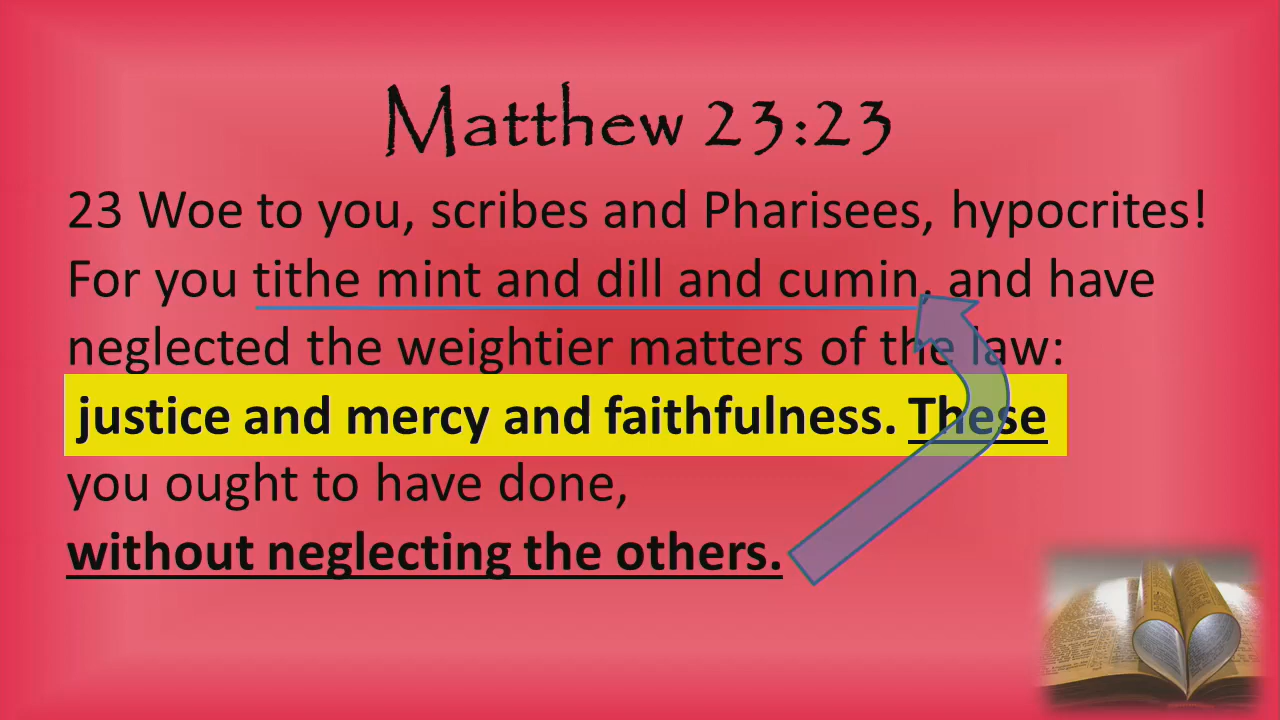 Matthew 23:23
23 Woe to you, scribes and Pharisees, hypocrites!
For you tithe mint and dill and cumin, and have
neglected the weightier matters of the law:
justice and mercy and faithfulness. These
you ought to have done,
without neglecting the others.